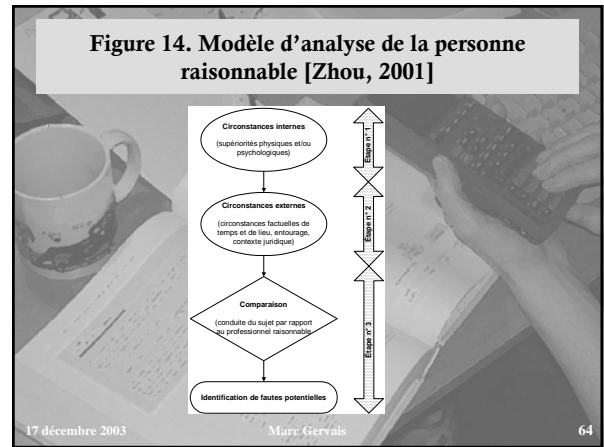 Figure 14. Modèle d'analyse de la personne
raisonnable [Zhou, 2001]
Circonstances internes
(supériorités physiques et/ou
psychologiques)
Étape n° 1
Circonstances externes
(circonstances factuelles de
temps et de lieu, entourage,
contexte juridique)
Étape n° 2
Comparaison
(conduite du sujet par rapport
au professionnel raisonnable
Étape n° 3
Identification de fautes potentielles
17 décembre 2003
Marc Gervais
64